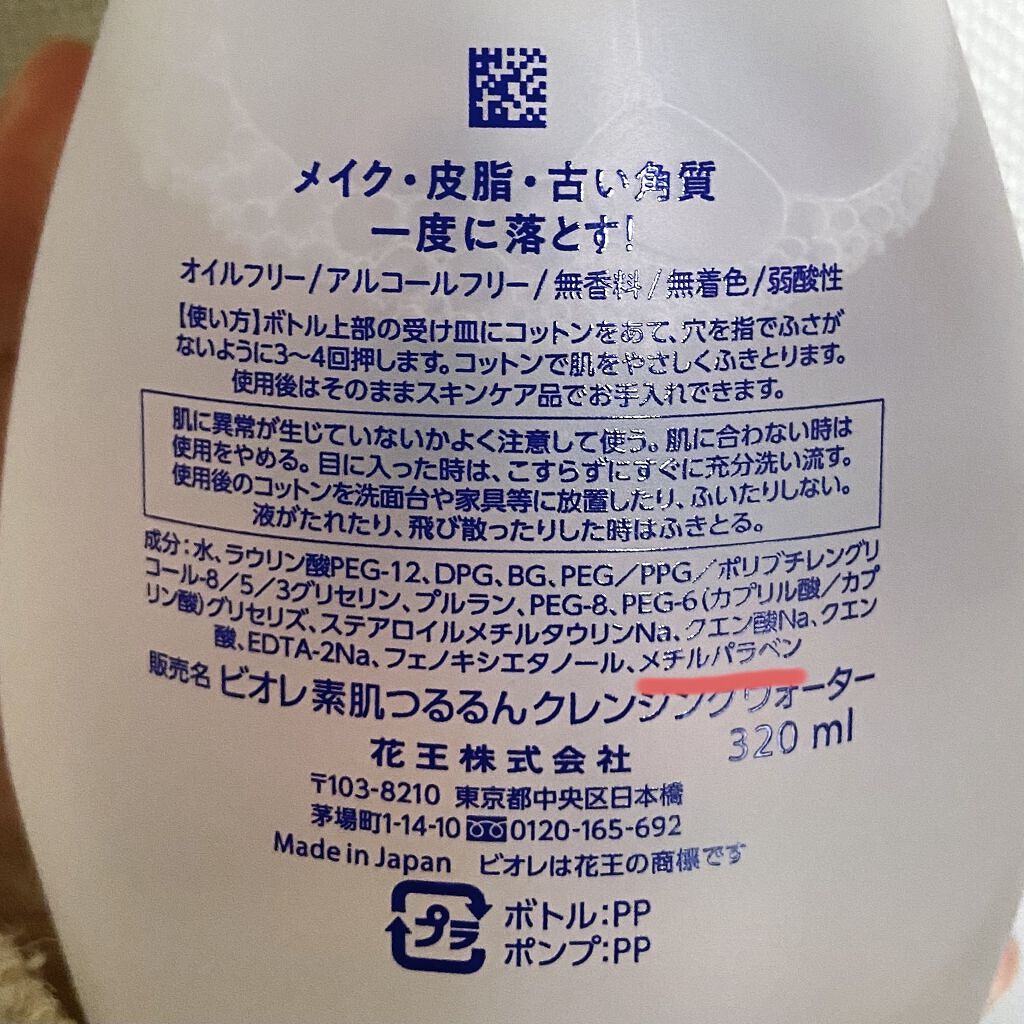 メイク・皮脂・古い角質
一度に落とす!
オイルフリー/アルコールフリー/無香料/無着色/弱酸性
【使い方】ボトル上部の受け皿にコットンをあて、穴を指でふさが
ないように3〜4回押します。コットンで肌をやさしくふきとります。
使用後はそのままスキンケア品でお手入れできます。
肌に異常が生じていないかよく注意して使う。肌に合わない時は
使用をやめる。目に入った時は、こすらずにすぐに充分洗い流す。
使用後のコットンを洗面台や家具等に放置したり、ふいたりしない。
液がたれたり、飛び散ったりした時はふきとる。
成分:水、ラウリン酸PEG-12、DPG、BG、PEG/PPG/ポリブチレングリ
コール-8/5/3グリセリン、プルラン、PEG-8、PEG-6(カプリル酸/カプ
リン酸)グリセリズ、ステアロイルメチルタウリンNa、クエン酸Na、クエン
酸、EDTA-2Na、フェノキシエタノール、メチルパラベン
販売名 ビオレ素肌つるるんクレンジングウォーター
320 ml
花王株式会社
〒103-8210 東京都中央区日本橋
茅場町1-14-10 0120-165-692
Made in Japan ビオレは花王の商標です
プラ
ボトル:PP
ポンプ:PP